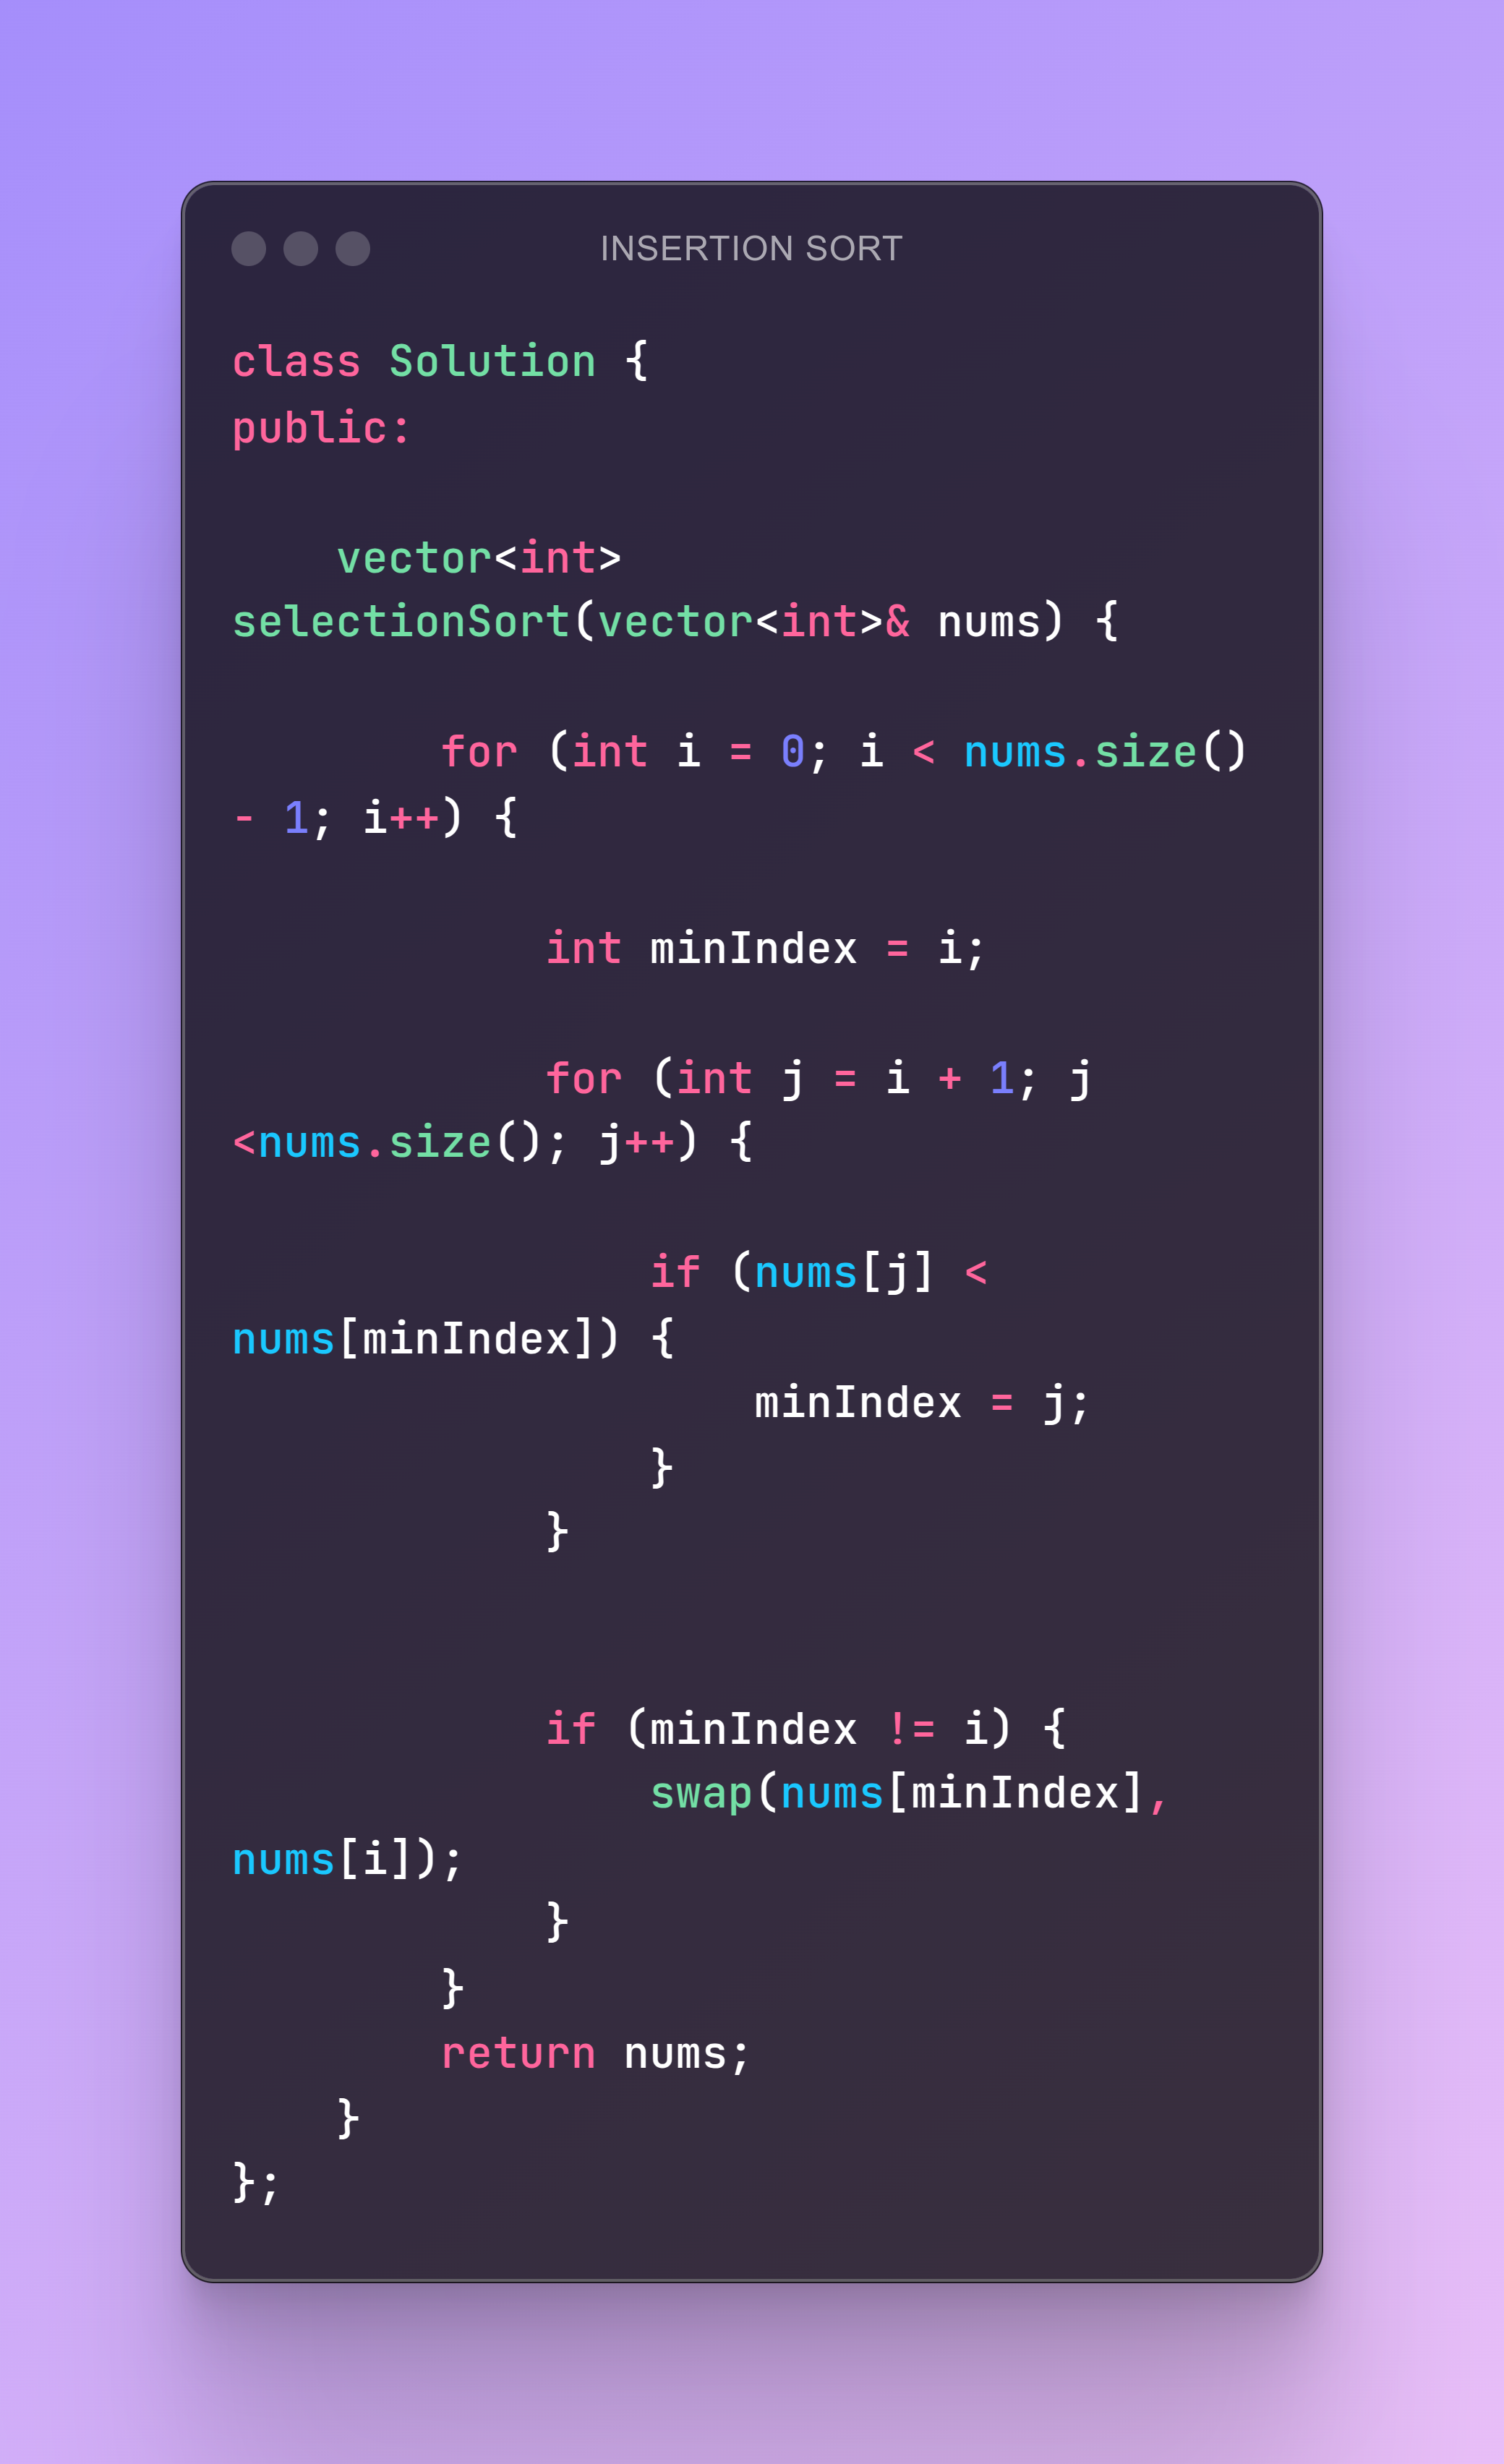 INSERTION SORT
class Solution {
public:
    vector<int>
selectionSort(vector<int>& nums) {
        for (int i = 0; i < nums.size()
- 1; i++) {
            int minIndex = i;
            for (int j = i + 1; j
<nums.size(); j++) {
                if (nums[j] <
nums[minIndex]) {
                    minIndex = j;
                }
            }
            if (minIndex != i) {
                swap(nums[minIndex],
nums[i]);
            }
        }
        return nums;
    }
};